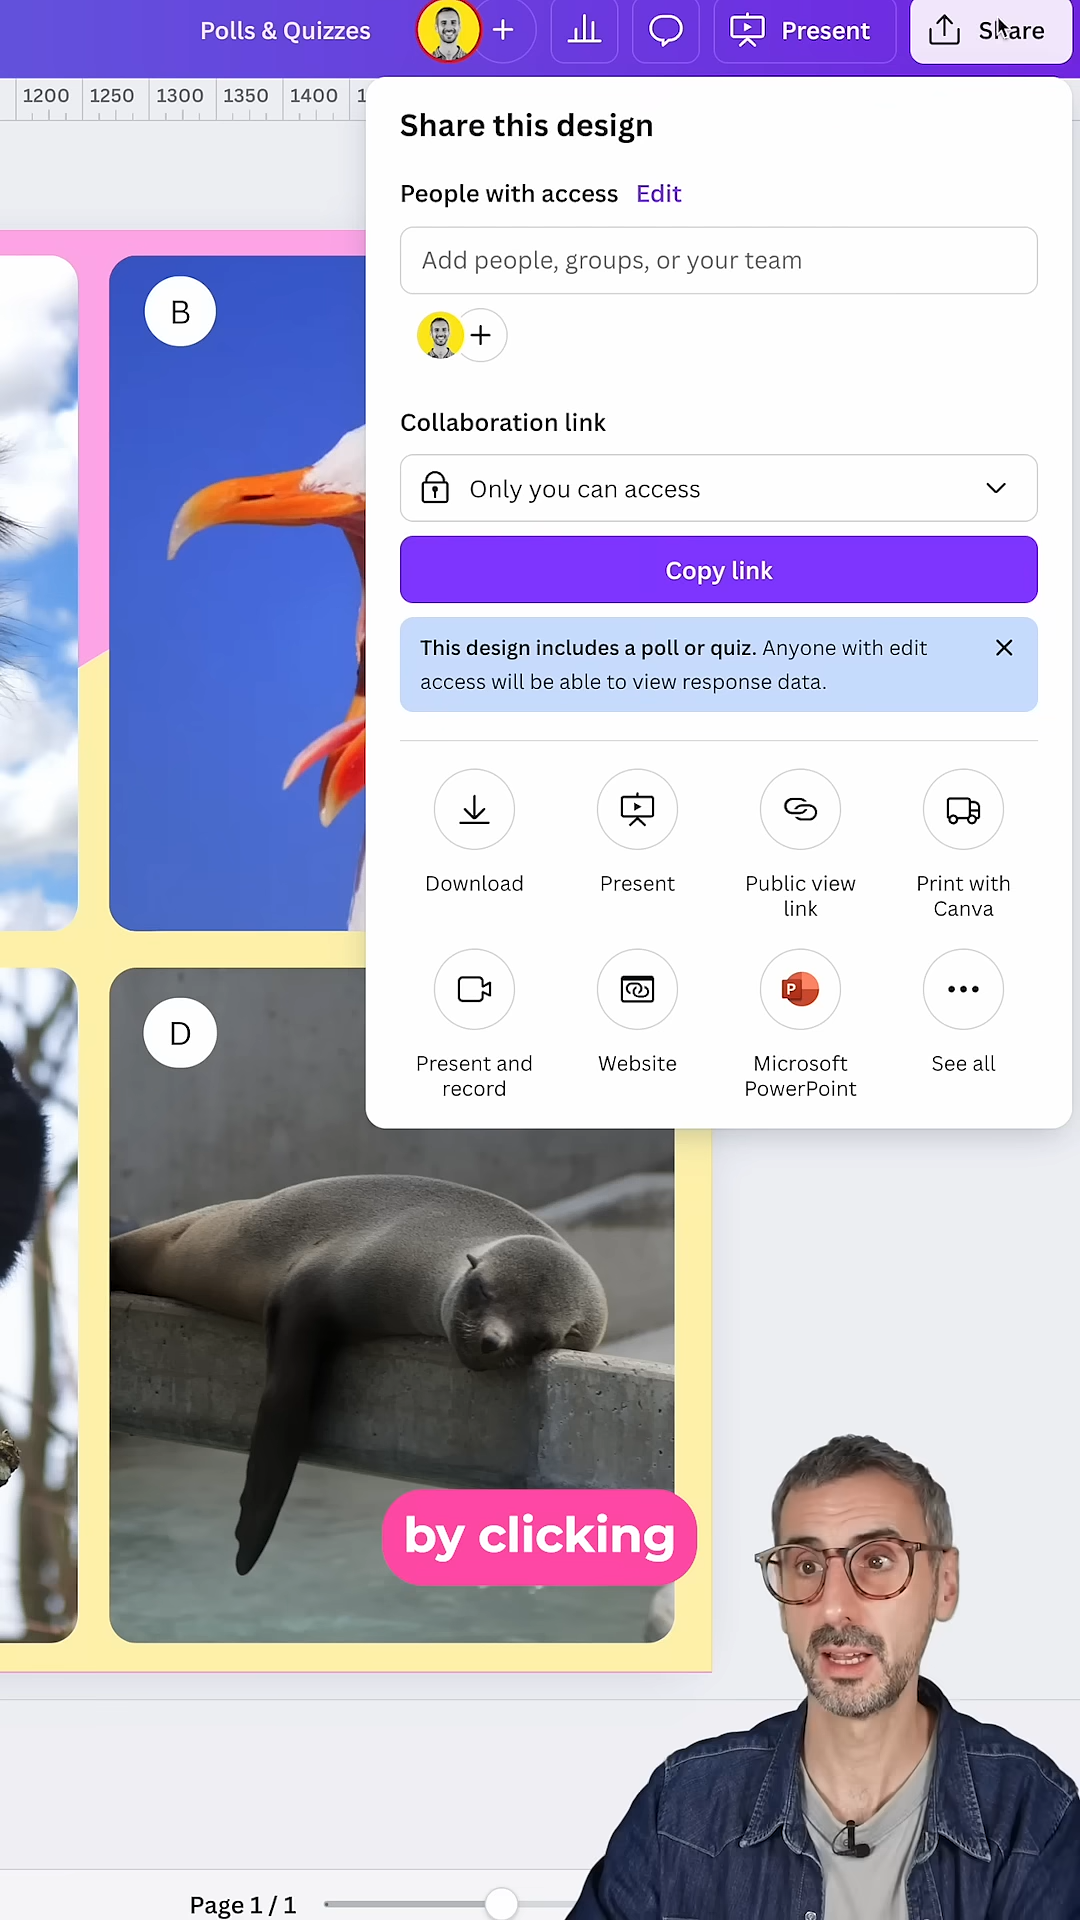 Polls & Quizzes
Present
Share
1200 1250 1300 1350 1400 1
Share this design
People with access Edit
Add people, groups, or your team
B
Collaboration link
Only you can access
Copy link
This design includes a poll or quiz. Anyone with edit
access will be able to view response data.
Download
Present
Public view
link
Print with
Canva
P
Present and
record
Website
Microsoft
PowerPoint
See all
D
by clicking
Page 1 / 1